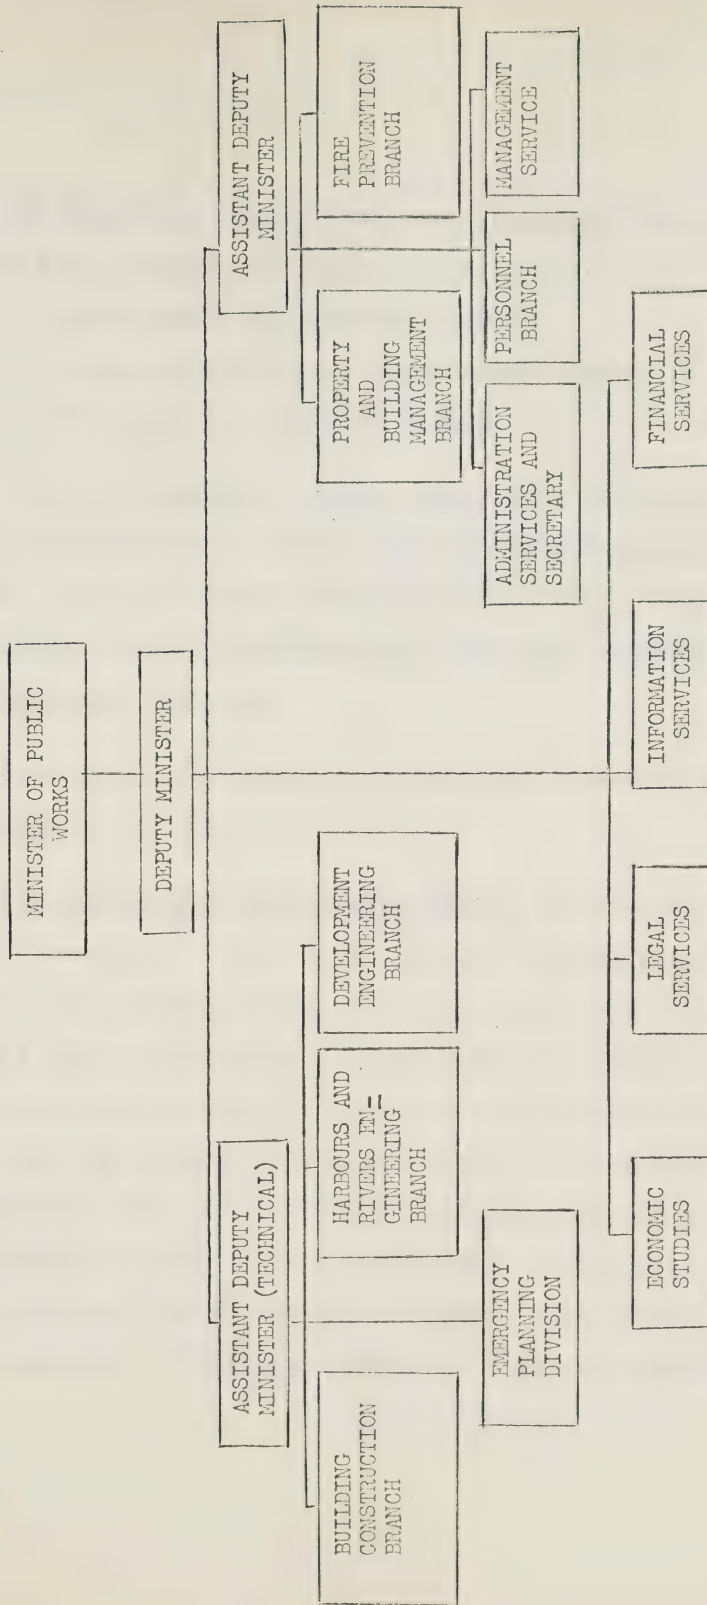 MINISTER OF PUBLIC
WORKS
DEPUTY MINISTER
ASSISTANT DEPUTY
MINISTER (TECHNICAL)
ASSISTANT DEPUTY
MINISTER
BUILDING
CONSTRUCTION
BRANCH
HARBOURS AND
RIVERS EN=
GINEERING
BRANCH
DEVELOPMENT
ENGINEERING
BRANCH
PROPERTY
AND
BUILDING
MANAGEMENT
BRANCH
FIRE
PREVENTION
BRANCH
EMERGENCY
PLANNING
DIVISION
ADMINISTRATION
SERVICES AND
SECRETARY
PERSONNEL
BRANCH
MANAGEMENT
SERVICE
ECONOMIC
STUDIES
LEGAL
SERVICES
INFORMATION
SERVICES
FINANCIAL
SERVICES